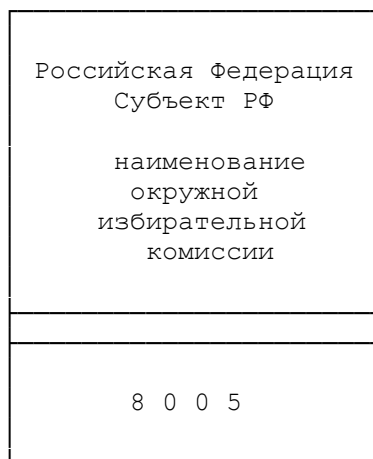 Российская Федерация
Субъект РФ
наименование
окружной
избирательной
комиссии
8 0 0 5